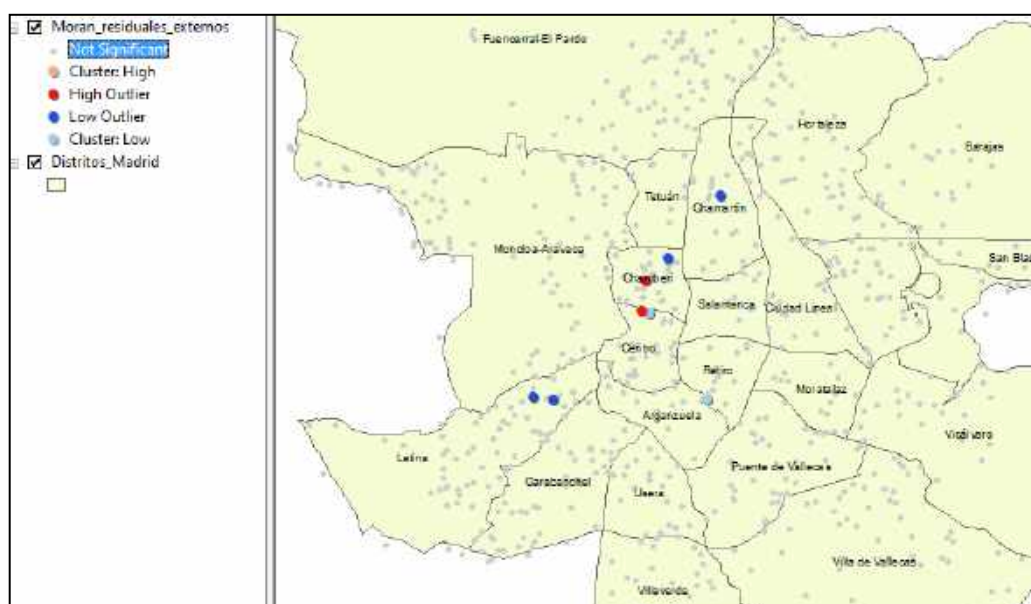 Moran_residuales_externos
Not Significant
Cluster: High
High Outlier
Low Outlier
Cluster: Low
Distritos_Madrid
Fuencarral-El Pardo
Hortaleza
Barajas
Tetuán
Chamartín
Moncloa-Aravaca
San Blas
Chamberí
Salamanca
Ciudad Lineal
Centro
Retiro
Moratalaz
Arganzuela
Vicálvaro
Latina
Puente de Vallecas
Carabanchel
Usera
Villa de Vallecas
Villaverde